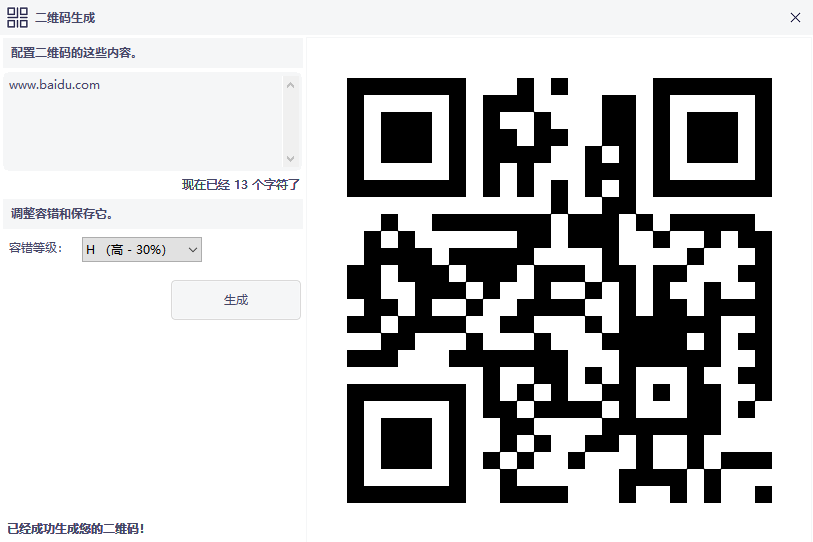 二维码生成
配置二维码的这些内容。
www.baidu.com
现在已经 13 个字符了
调整容错和保存它。
容错等级：
H （高 - 30%）
生成
已经成功生成您的二维码！